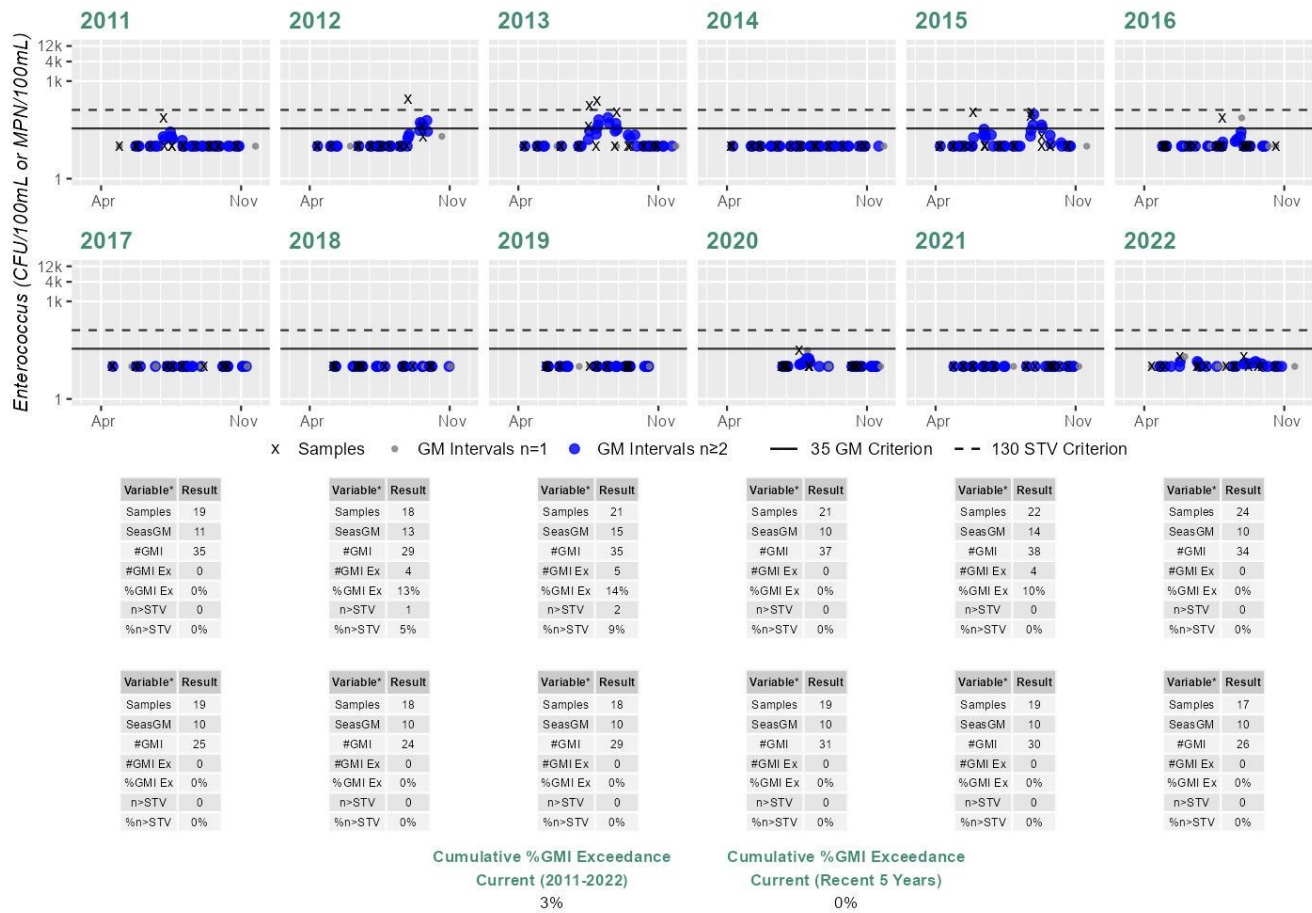 2011 2012 2013 2014 2015 2016
Enterococcus (CFU/100mL or MPN/100mL)
12k
4k
1k
1
Apr Nov Apr Nov Apr Nov Apr Nov Apr Nov Apr Nov
2017 2018 2019 2020 2021 2022
12k
4k
1k
1
Apr Nov Apr Nov Apr Nov Apr Nov Apr Nov Apr Nov
x Samples GM Intervals n=1 GM Intervals n≥2 35 GM Criterion 130 STV Criterion
Variable* Result Variable* Result Variable* Result Variable* Result Variable* Result Variable* Result
Samples 19 Samples 18 Samples 21 Samples 21 Samples 22 Samples 24
SeasGM 11 SeasGM 13 SeasGM 15 SeasGM 10 SeasGM 14 SeasGM 10
#GMI 35 #GMI 29 #GMI 35 #GMI 37 #GMI 38 #GMI 34
#GMI Ex 0 #GMI Ex 4 #GMI Ex 5 #GMI Ex 0 #GMI Ex 4 #GMI Ex 0
%GMI Ex 0% %GMI Ex 13% %GMI Ex 14% %GMI Ex 0% %GMI Ex 10% %GMI Ex 0%
n>STV 0 n>STV 1 n>STV 2 n>STV 0 n>STV 0 n>STV 0
%n>STV 0% %n>STV 5% %n>STV 9% %n>STV 0% %n>STV 0% %n>STV 0%
Variable* Result Variable* Result Variable* Result Variable* Result Variable* Result Variable* Result
Samples 19 Samples 18 Samples 18 Samples 19 Samples 19 Samples 17
SeasGM 10 SeasGM 10 SeasGM 10 SeasGM 10 SeasGM 10 SeasGM 10
#GMI 25 #GMI 24 #GMI 29 #GMI 31 #GMI 30 #GMI 26
#GMI Ex 0 #GMI Ex 0 #GMI Ex 0 #GMI Ex 0 #GMI Ex 0 #GMI Ex 0
%GMI Ex 0% %GMI Ex 0% %GMI Ex 0% %GMI Ex 0% %GMI Ex 0% %GMI Ex 0%
n>STV 0 n>STV 0 n>STV 0 n>STV 0 n>STV 0 n>STV 0
%n>STV 0% %n>STV 0% %n>STV 0% %n>STV 0% %n>STV 0% %n>STV 0%
Cumulative %GMI Exceedance Cumulative %GMI Exceedance
Current (2011-2022) Current (Recent 5 Years)
3% 0%